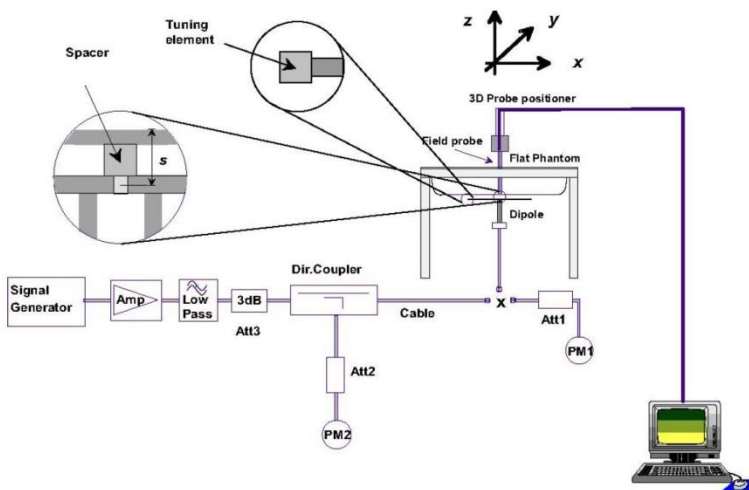 Tuning
element
Spacer
s
z
y
x
3D Probe positioner
Field probe
Flat Phantom
Dipole
Signal
Generator
Amp
Low
Pass
3dB
Att3
Dir.Coupler
Cable
x
Att1
PM1
Att2
PM2